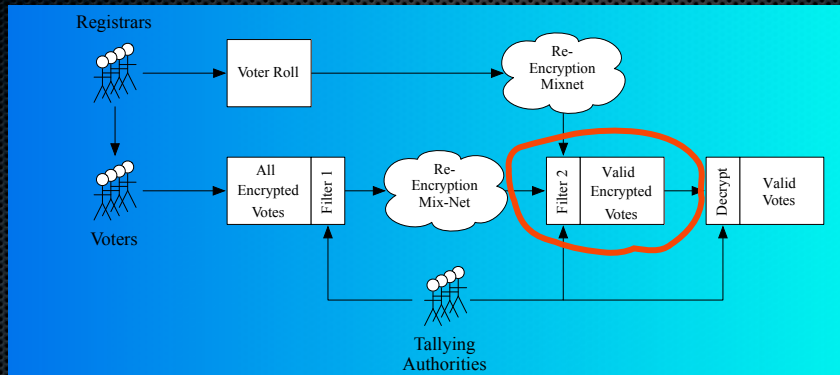 Registrars
Voter Roll
Re-
Encryption
Mixnet
Voters
All
Encrypted
Votes
Filter 1
Re-
Encryption
Mix-Net
Filter 2
Valid
Encrypted
Votes
Decrypt
Valid
Votes
Tallying
Authorities